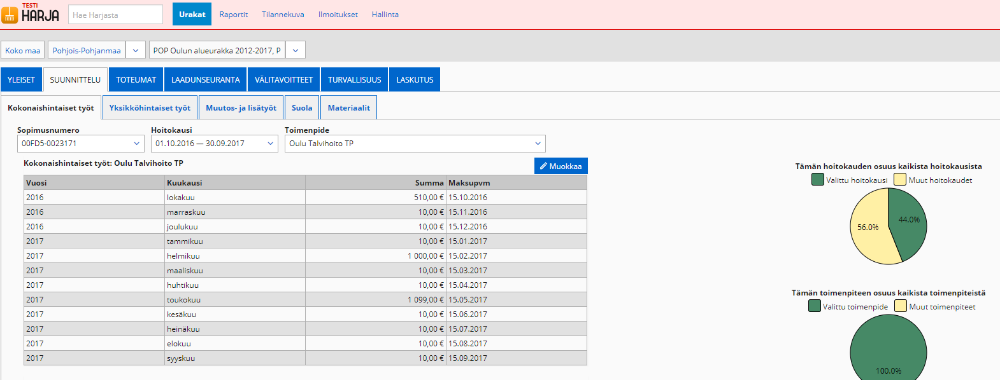 TESTI
HARJA
Hae Harjasta
Urakat Raportit Tilannekuva Ilmoitukset Hallinta
Koko maa Pohjois-Pohjanmaa POP Oulun alueurakka 2012-2017, P
YLEISET SUUNNITTELU TOTEUMAT LAADUNSEURANTA VÄLITAVOITTEET TURVALLISUUS LASKUTUS
Kokonaishintaiset työt Yksikköhintaiset työt Muutos- ja lisätyöt Suola Materiaalit
Sopimusnumero Hoitokausi Toimenpide
00FD5-0023171 01.10.2016 — 30.09.2017 Oulu Talvihoito TP
Kokonaishintaiset työt: Oulu Talvihoito TP Muokkaa
Vuosi Kuukausi Summa Maksupvm
2016 lokakuu 510,00 € 15.10.2016
2016 marraskuu 10,00 € 15.11.2016
2016 joulukuu 10,00 € 15.12.2016
2017 tammikuu 10,00 € 15.01.2017
2017 helmikuu 1 000,00 € 15.02.2017
2017 maaliskuu 10,00 € 15.03.2017
2017 huhtikuu 10,00 € 15.04.2017
2017 toukokuu 1 099,00 € 15.05.2017
2017 kesäkuu 10,00 € 15.06.2017
2017 heinäkuu 10,00 € 15.07.2017
2017 elokuu 10,00 € 15.08.2017
2017 syyskuu 10,00 € 15.09.2017
Tämän hoitokauden osuus kaikista hoitokausista
Valittu hoitokausi Muut hoitokaudet
44.0%
56.0%
Tämän toimenpiteen osuus kaikista toimenpiteistä
Valittu toimenpide Muut toimenpiteet
100.0%